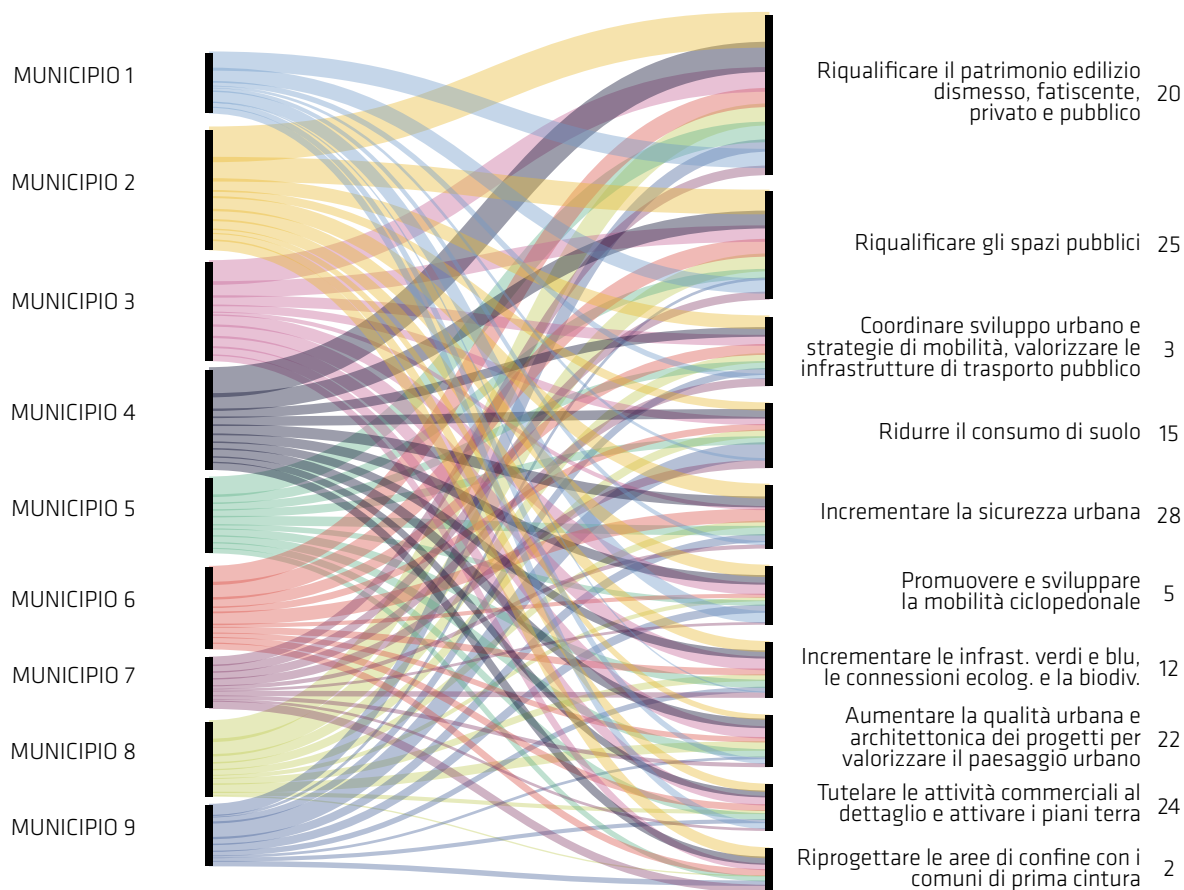 MUNICIPIO 1
MUNICIPIO 2
MUNICIPIO 3
MUNICIPIO 4
MUNICIPIO 5
MUNICIPIO 6
MUNICIPIO 7
MUNICIPIO 8
MUNICIPIO 9
Riqualificare il patrimonio edilizio
dismesso, fatiscente,
privato e pubblico
20
Riqualificare gli spazi pubblici
25
Coordinare sviluppo urbano e
strategie di mobilità, valorizzare le
infrastrutture di trasporto pubblico
3
Ridurre il consumo di suolo
15
Incrementare la sicurezza urbana
28
Promuovere e sviluppare
la mobilità ciclopedonale
5
Incrementare le infrast. verdi e blu,
le connessioni ecolog. e la biodiv.
12
Aumentare la qualità urbana e
architettonica dei progetti per
valorizzare il paesaggio urbano
22
Tutelare le attività commerciali al
dettaglio e attivare i piani terra
24
Riprogettare le aree di confine con i
comuni di prima cintura
2